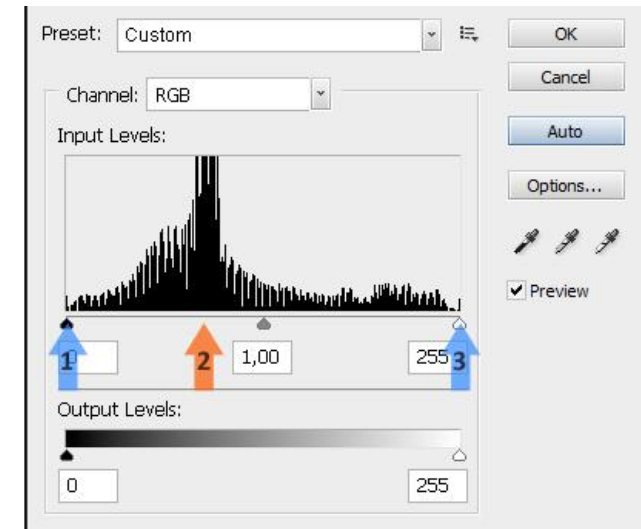 Preset: Custom
OK
Cancel
Channel: RGB
Auto
Input Levels:
Options...
Preview
1 0 2 1,00 255 3
Output Levels:
0 255